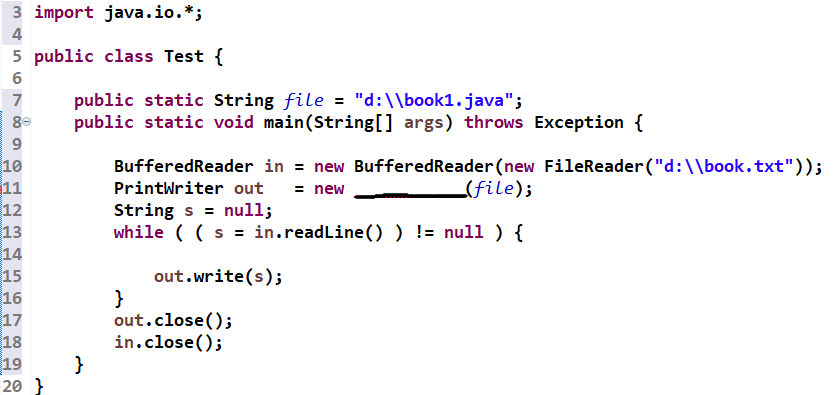 3 import java.io.*;
4
5 public class Test {
6
7 public static String file = "d:\\book1.java";
8 public static void main(String[] args) throws Exception {
9
10 BufferedReader in = new BufferedReader(new FileReader("d:\\book.txt"));
11 PrintWriter out = new ___________(file);
12 String s = null;
13 while ( ( s = in.readLine() ) != null ) {
14
15 out.write(s);
16 }
17 out.close();
18 in.close();
19 }
20 }